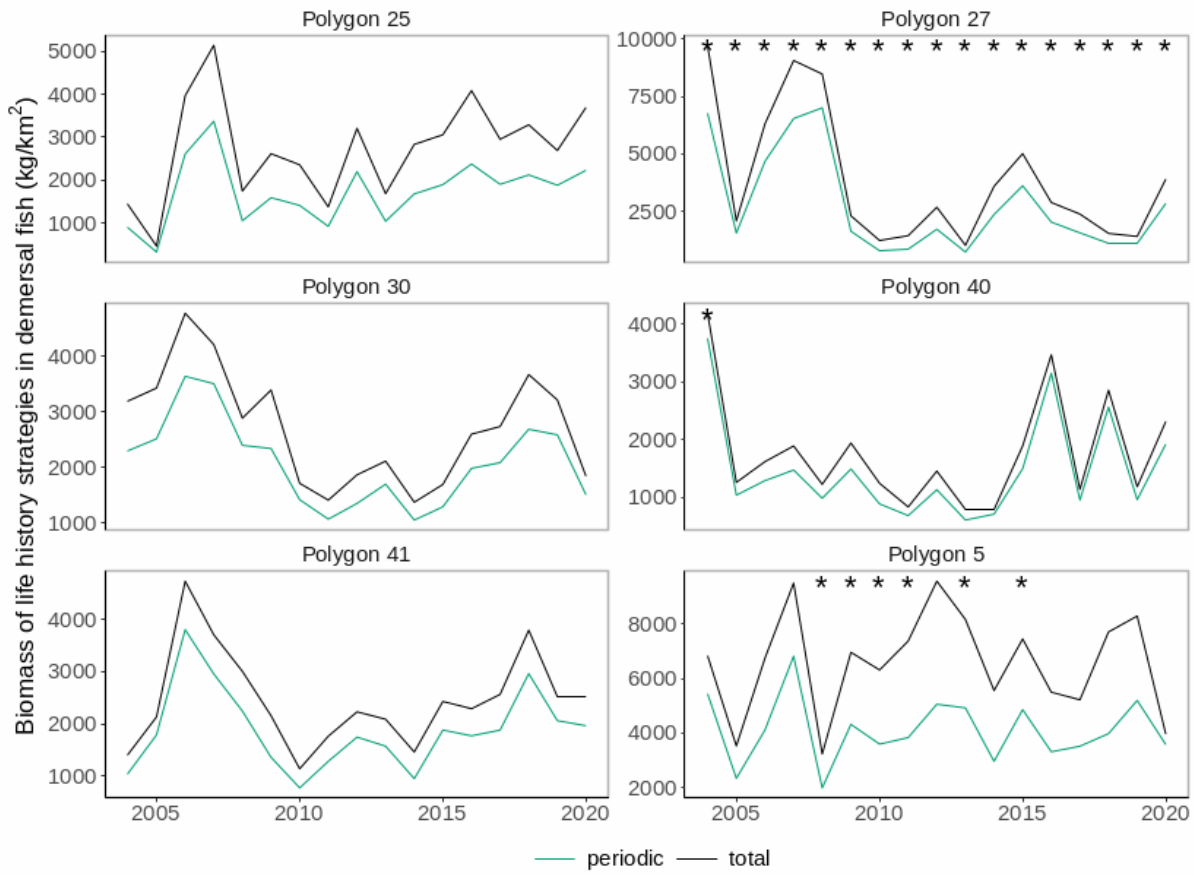 Polygon 25
Polygon 27
5000
4000
3000
2000
1000
10000
7500
5000
2500
* * * * * * * * * * * * * * * * *
Polygon 30
Polygon 40
4000
3000
2000
1000
4000
3000
2000
1000
*
Polygon 41
Polygon 5
4000
3000
2000
1000
8000
6000
4000
2000
* * * * * *
2005 2010 2015 2020
2005 2010 2015 2020
Biomass of life history strategies in demersal fish (kg/km²)
periodic total